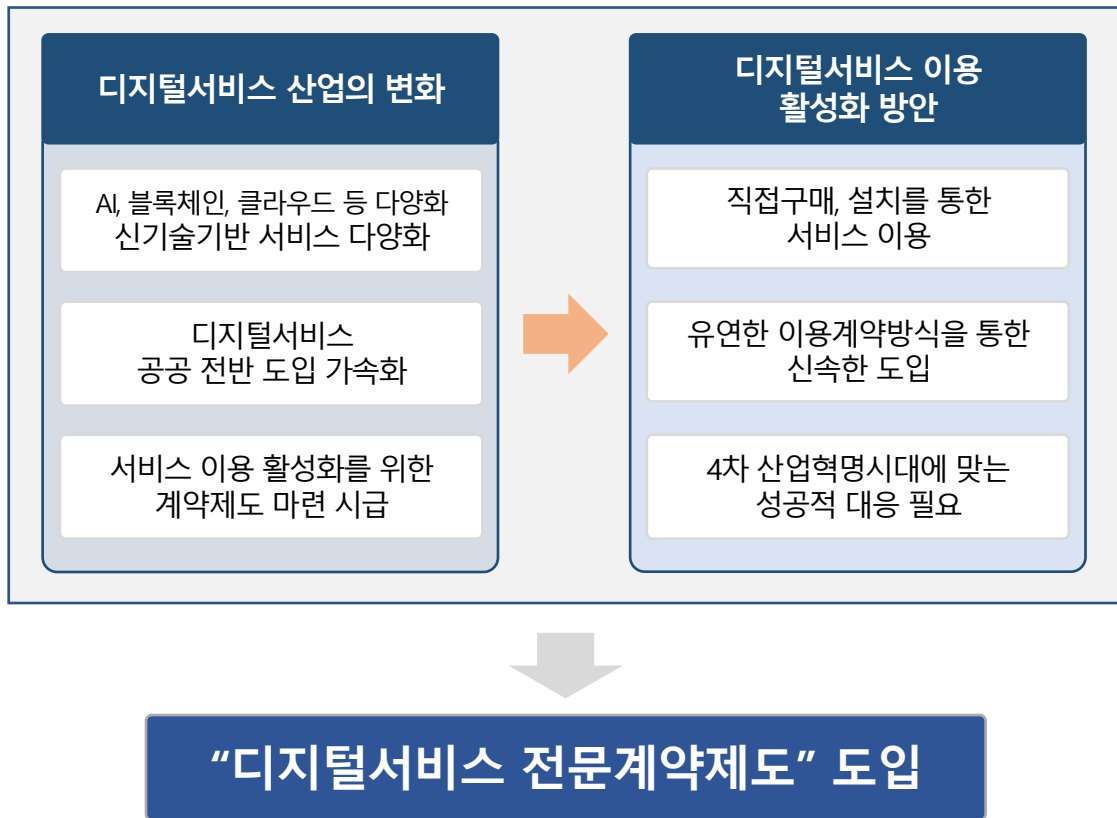 디지털서비스 산업의 변화
AI, 블록체인, 클라우드 등 다양화
신기술기반 서비스 다양화
디지털서비스
공공 전반 도입 가속화
서비스 이용 활성화를 위한
계약제도 마련 시급
디지털서비스 이용
활성화 방안
직접구매, 설치를 통한
서비스 이용
유연한 이용계약방식을 통한
신속한 도입
4차 산업혁명시대에 맞는
성공적 대응 필요
“디지털서비스 전문계약제도” 도입